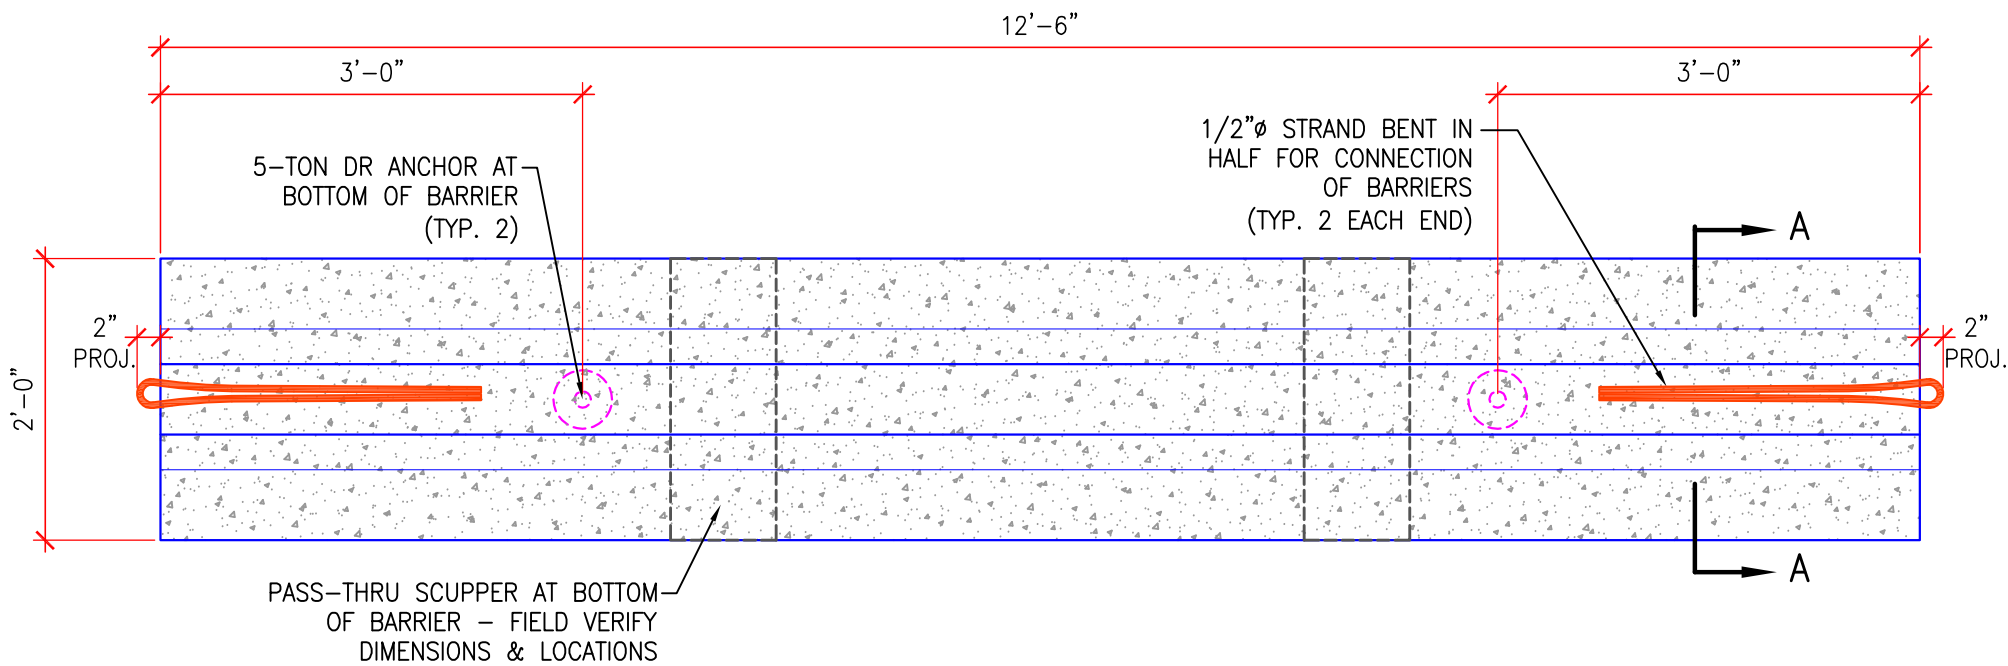 12'-6"
3'-0"
3'-0"
1/2"ø STRAND BENT IN
HALF FOR CONNECTION
OF BARRIERS
(TYP. 2 EACH END)
5-TON DR ANCHOR AT
BOTTOM OF BARRIER
(TYP. 2)
A
2"
PROJ.
2"
PROJ.
2'-0"
A
PASS-THRU SCUPPER AT BOTTOM
OF BARRIER - FIELD VERIFY
DIMENSIONS & LOCATIONS